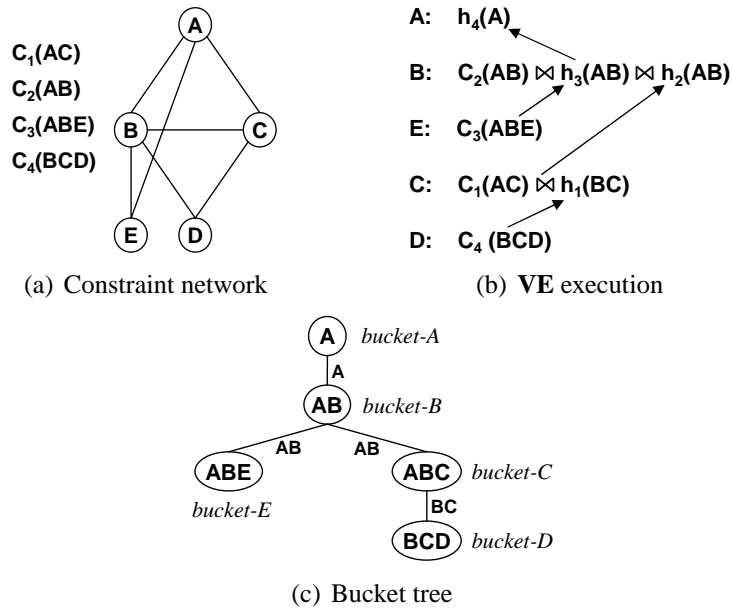 C₁(AC)
C₂(AB)
C₃(ABE)
C₄(BCD)
A
B
C
E
D
(a) Constraint network
A: h₄(A)
B: C₂(AB) ⋈ h₃(AB) ⋈ h₂(AB)
E: C₃(ABE)
C: C₁(AC) ⋈ h₁(BC)
D: C₄ (BCD)
(b) VE execution
A bucket-A
A
AB bucket-B
AB AB
ABE ABC bucket-C
bucket-E
BC
BCD bucket-D
(c) Bucket tree